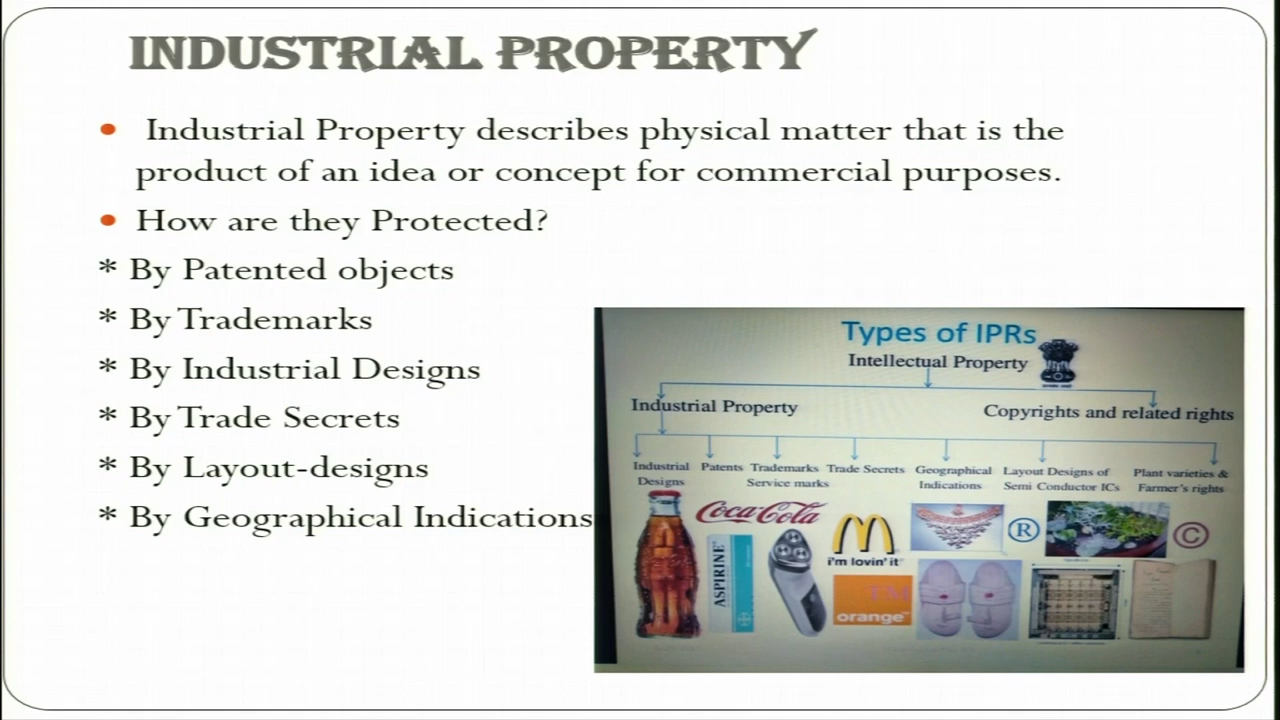 INDUSTRIAL PROPERTY
• Industrial Property describes physical matter that is the
product of an idea or concept for commercial purposes.
• How are they Protected?
* By Patented objects
* By Trademarks
* By Industrial Designs
* By Trade Secrets
* By Layout-designs
* By Geographical Indications
Types of IPRs
Intellectual Property
Industrial Property
Copyrights and related rights
Industrial Designs
Patents
Trademarks Service marks
Trade Secrets
Geographical Indications
Layout Designs of Semi Conductor ICs
Plant varieties & Farmer's rights
Coca-Cola
ASPIRINE
i'm lovin' it
®
©
TM
orange